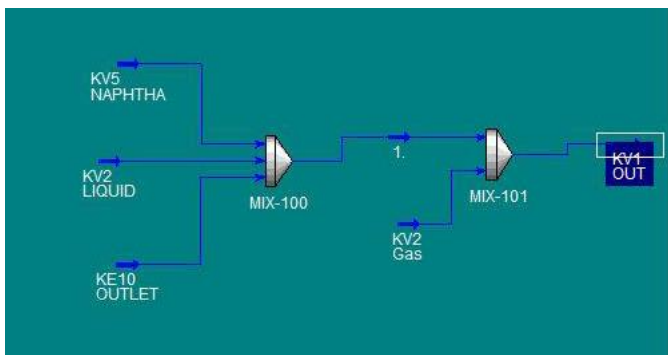 KV5
NAPHTHA
KV2
LIQUID
KE10
OUTLET
MIX-100
1.
KV2
Gas
MIX-101
KV1
OUT